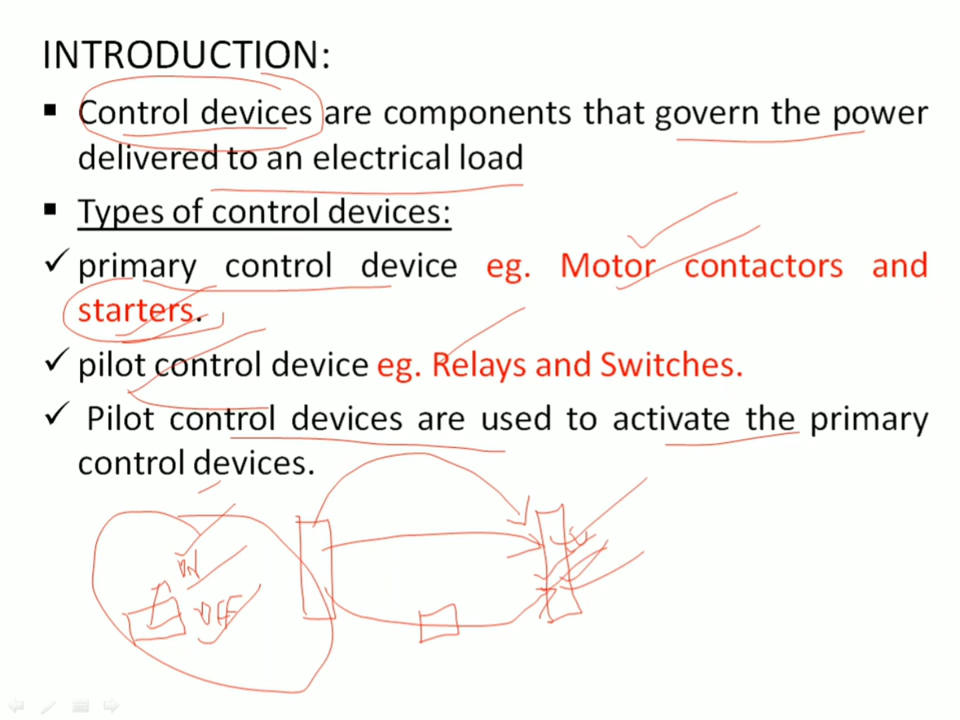 INTRODUCTION:
▪ Control devices are components that govern the power
delivered to an electrical load
▪ Types of control devices:
✓ primary control device eg. Motor contactors and
starters.
✓ pilot control device eg. Relays and Switches.
✓ Pilot control devices are used to activate the primary
control devices.
ON
OFF